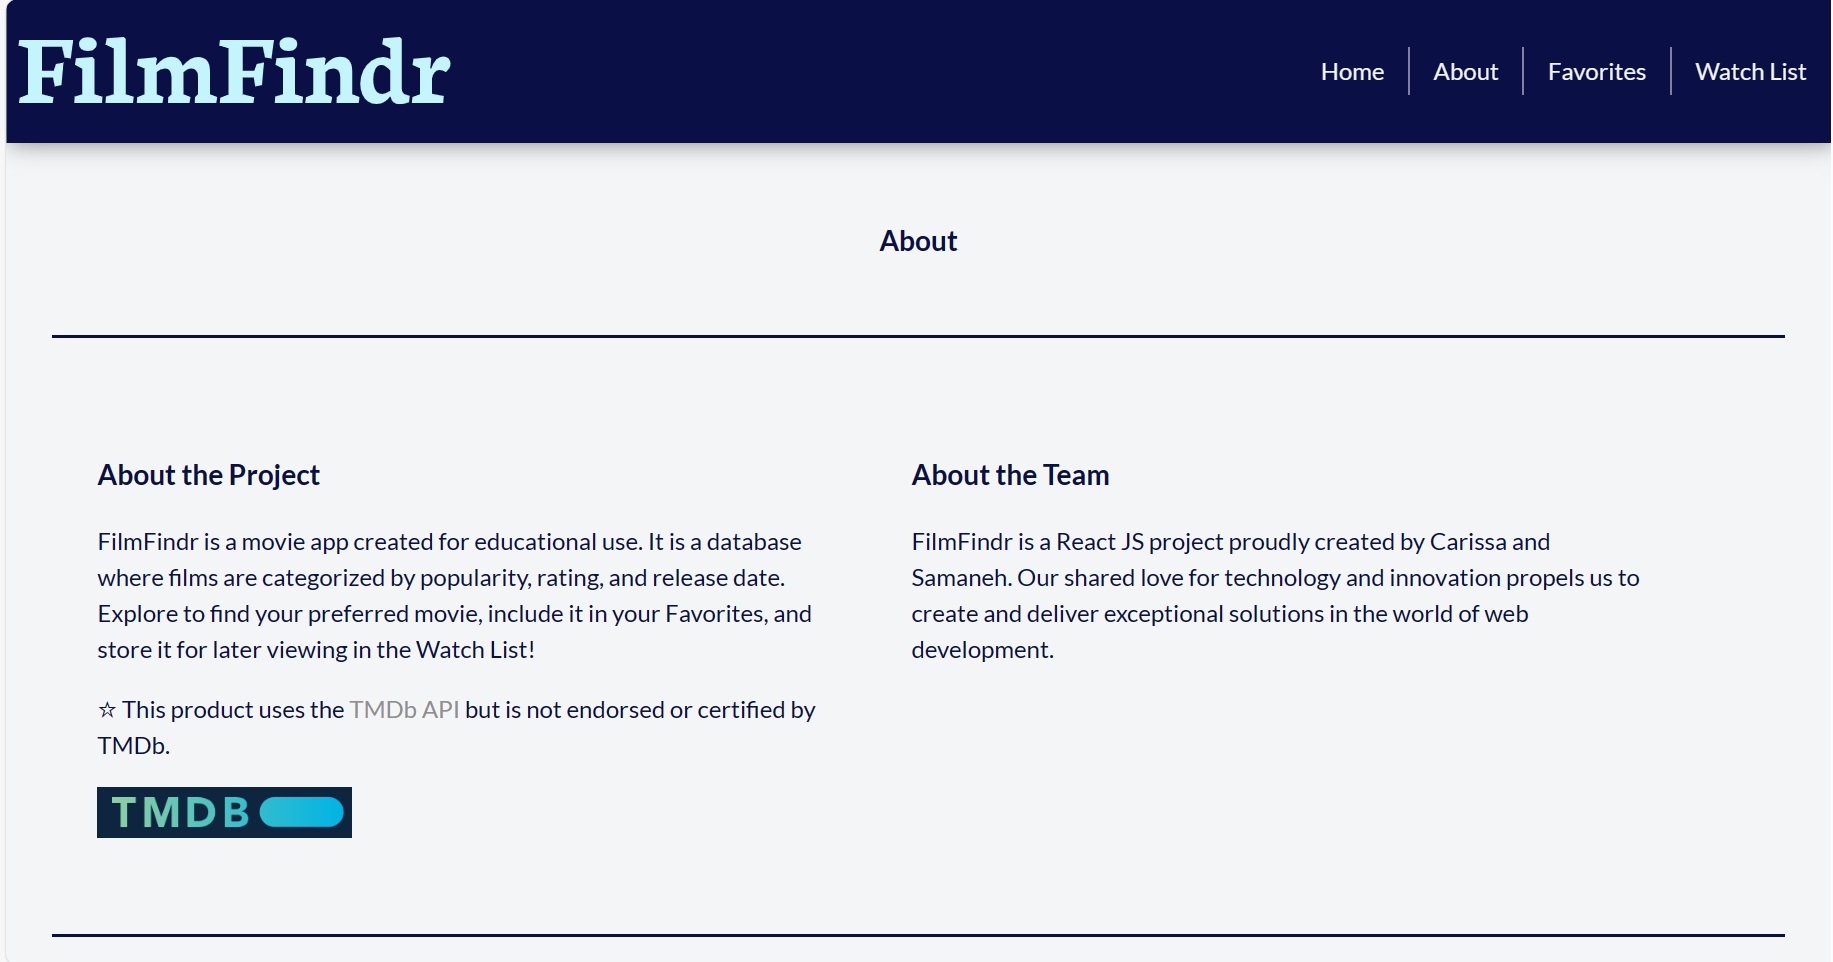 FilmFindr
Home
About
Favorites
Watch List
About
About the Project
FilmFindr is a movie app created for educational use. It is a database
where films are categorized by popularity, rating, and release date.
Explore to find your preferred movie, include it in your Favorites, and
store it for later viewing in the Watch List!
☆ This product uses the TMDb API but is not endorsed or certified by
TMDb.
TMDB
About the Team
FilmFindr is a React JS project proudly created by Carissa and
Samaneh. Our shared love for technology and innovation propels us to
create and deliver exceptional solutions in the world of web
development.